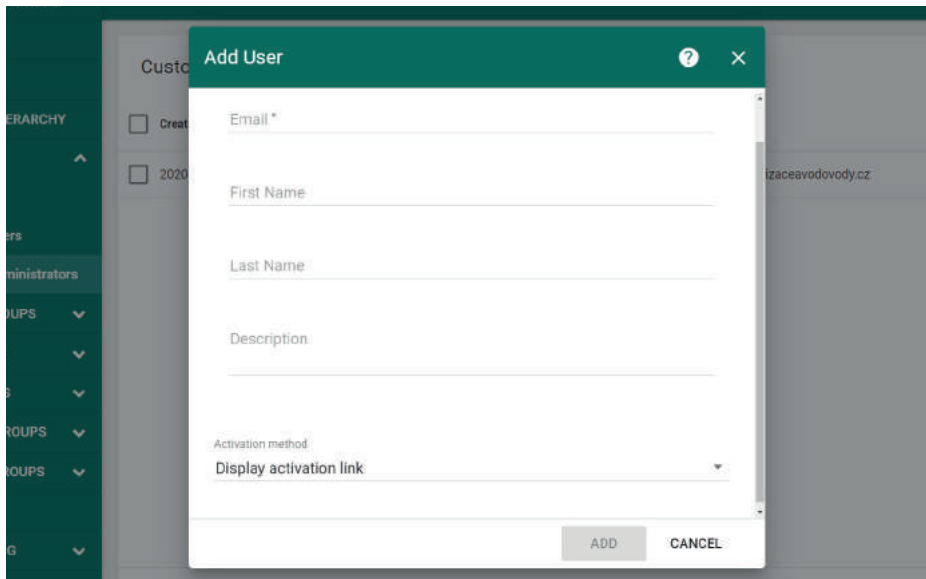 Add User
?
Custo
Email *
ERARCHY
Creat
2020
izaceavodovody.cz
First Name
ers
Last Name
ministrators
OUPS
Description
S
ROUPS
Activation method
ROUPS
Display activation link
G
ADD
CANCEL